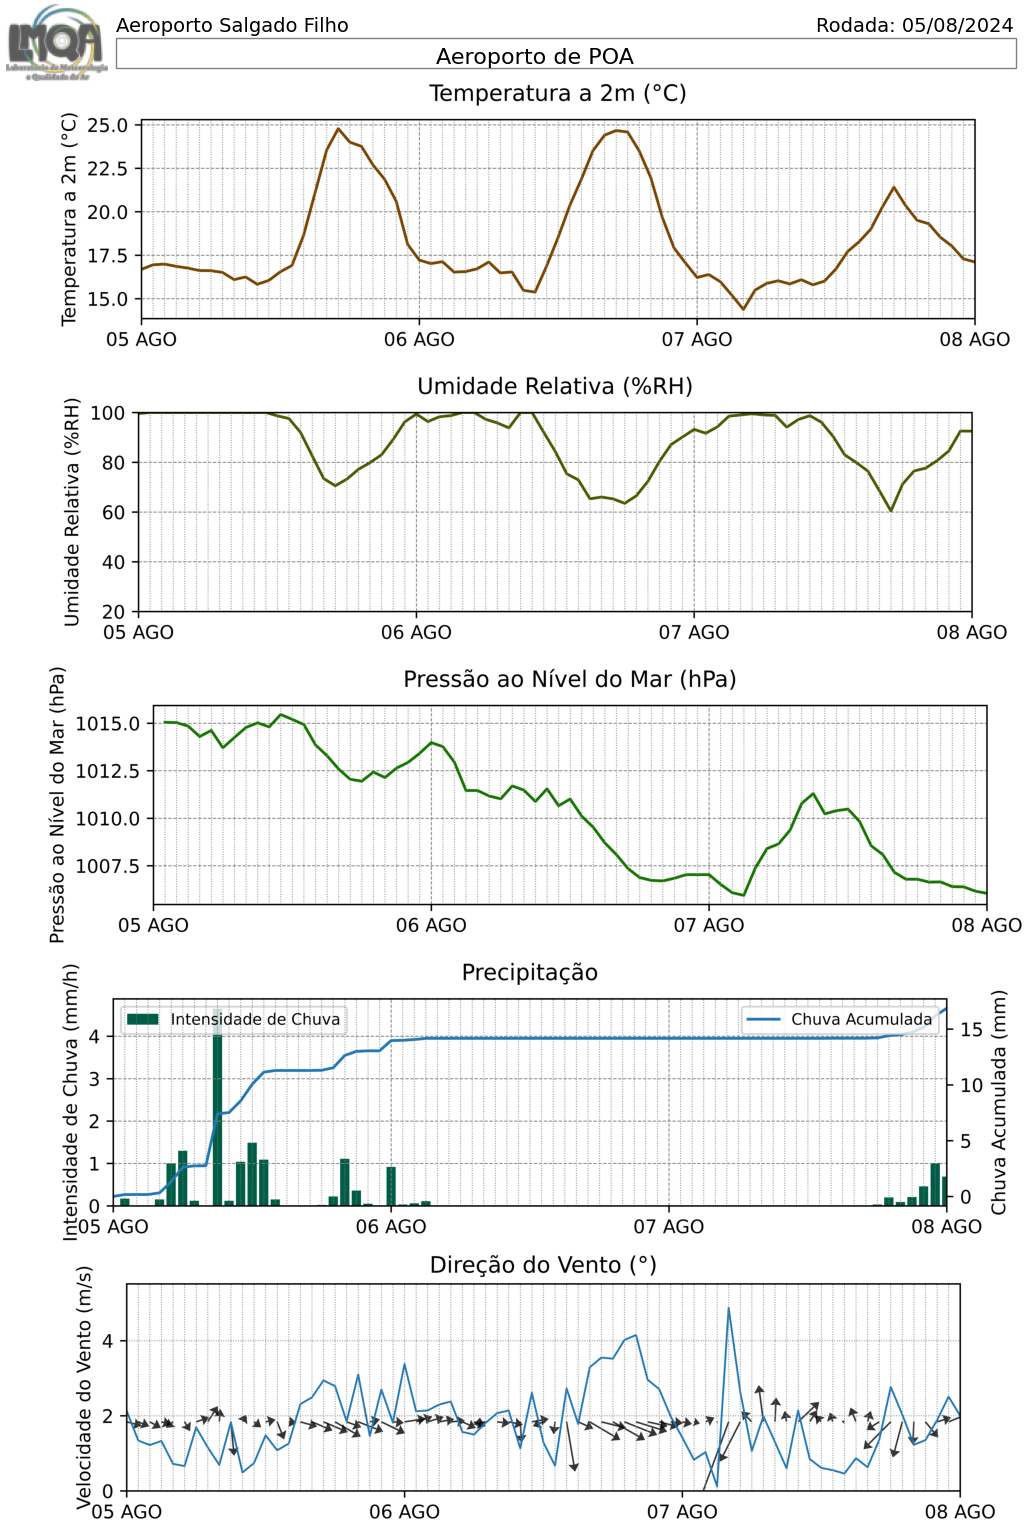 LMQA
Laboratório de Meteorologia
e Qualidade do Ar
Aeroporto Salgado Filho
Rodada: 05/08/2024
Aeroporto de POA
Temperatura a 2m (°C)
Temperatura a 2m (°C)
25.0
22.5
20.0
17.5
15.0
05 AGO
06 AGO
07 AGO
08 AGO
Umidade Relativa (%RH)
Umidade Relativa (%RH)
100
80
60
40
20
05 AGO
06 AGO
07 AGO
08 AGO
Pressão ao Nível do Mar (hPa)
Pressão ao Nível do Mar (hPa)
1015.0
1012.5
1010.0
1007.5
05 AGO
06 AGO
07 AGO
08 AGO
Precipitação
Intensidade de Chuva (mm/h)
Intensidade de Chuva
Chuva Acumulada
4
3
2
1
0
15
10
5
0
Chuva Acumulada (mm)
05 AGO
06 AGO
07 AGO
08 AGO
Direção do Vento (°)
Velocidade do Vento (m/s)
4
2
0
05 AGO
06 AGO
07 AGO
08 AGO